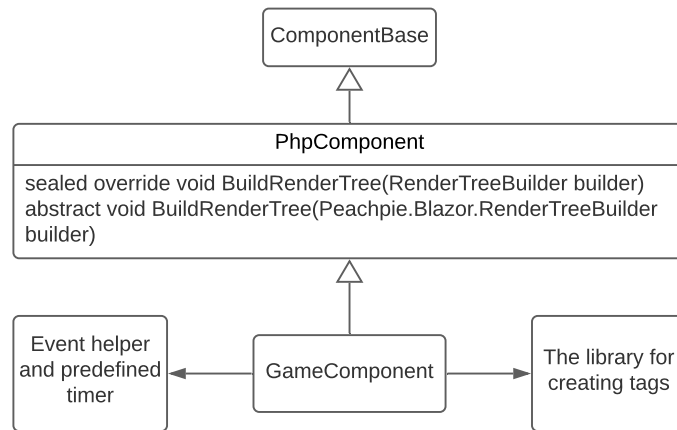 ComponentBase
PhpComponent
sealed override void BuildRenderTree(RenderTreeBuilder builder)
abstract void BuildRenderTree(Peachpie.Blazor.RenderTreeBuilder
builder)
Event helper
and predefined
timer
GameComponent
The library for
creating tags